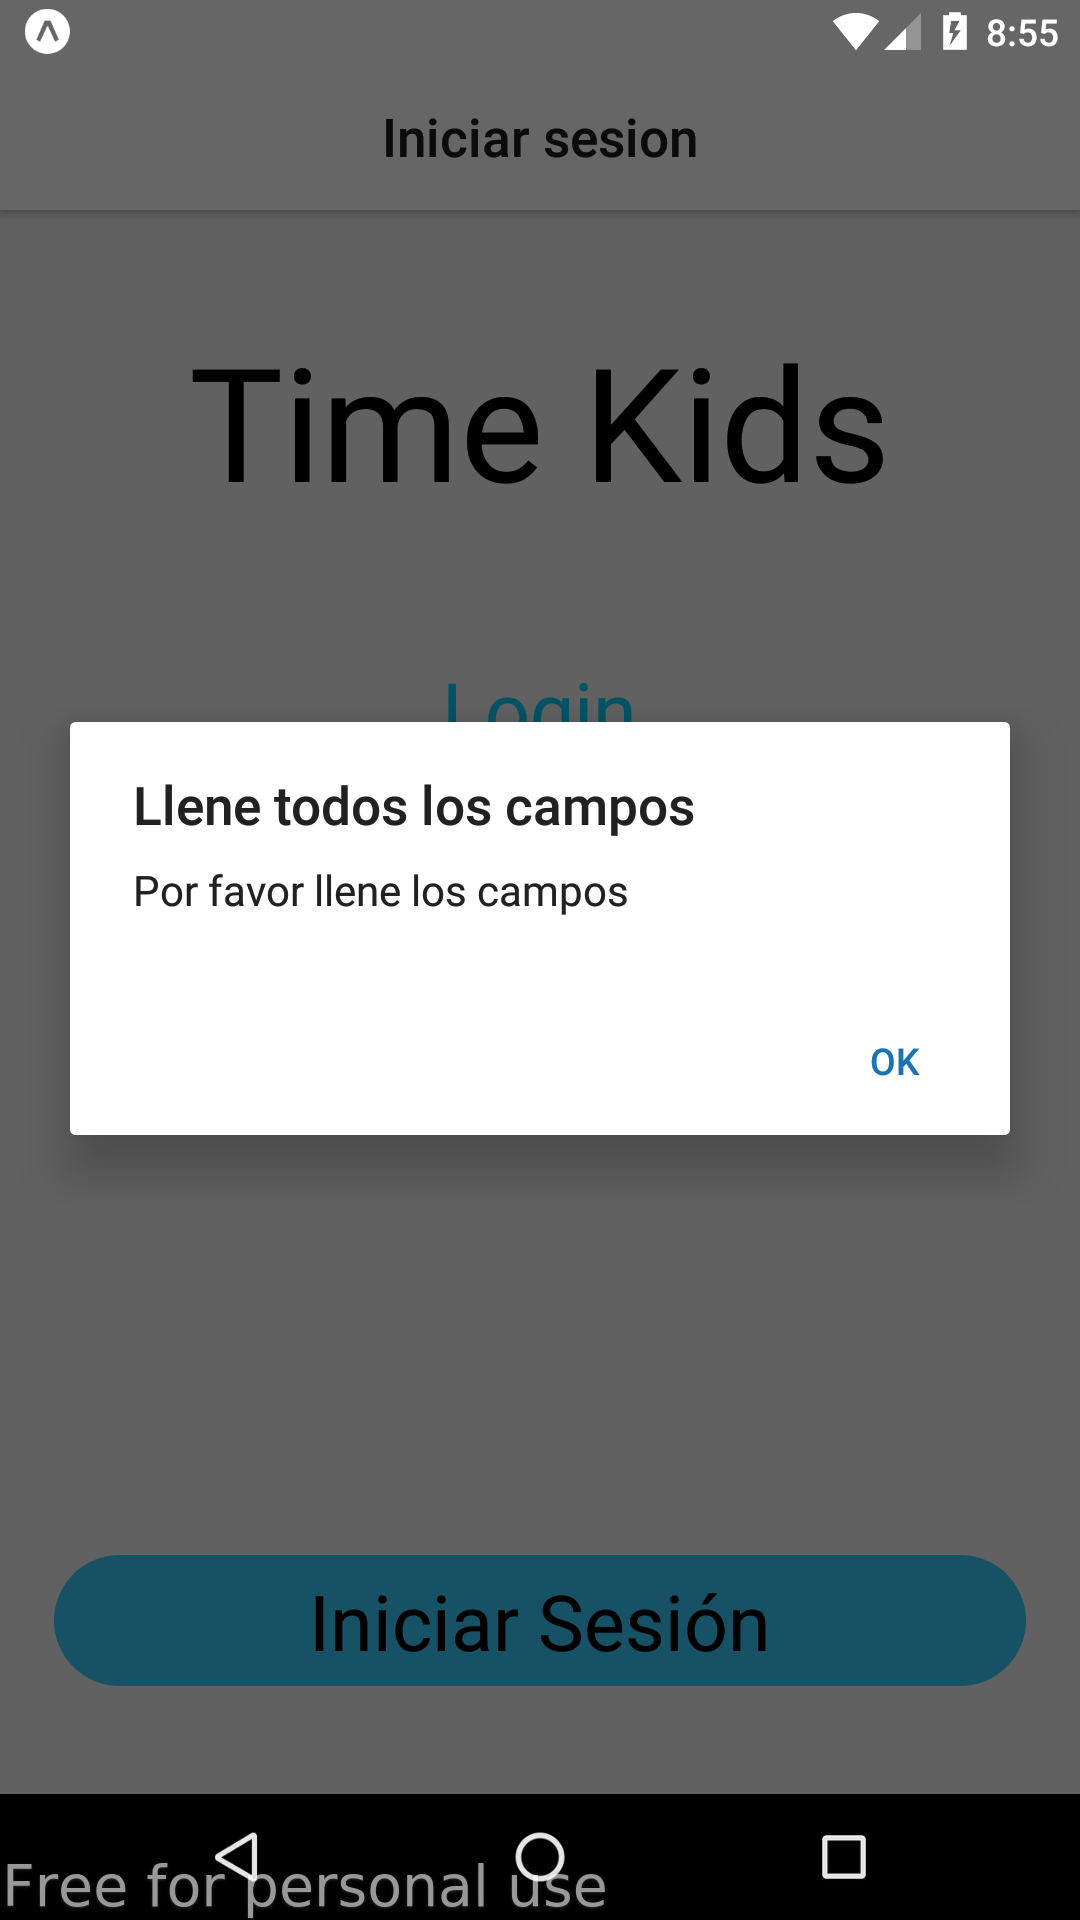 8:55
Iniciar sesion
Time Kids
Login
Llene todos los campos
Por favor llene los campos
OK
Iniciar Sesión
Free for personal use